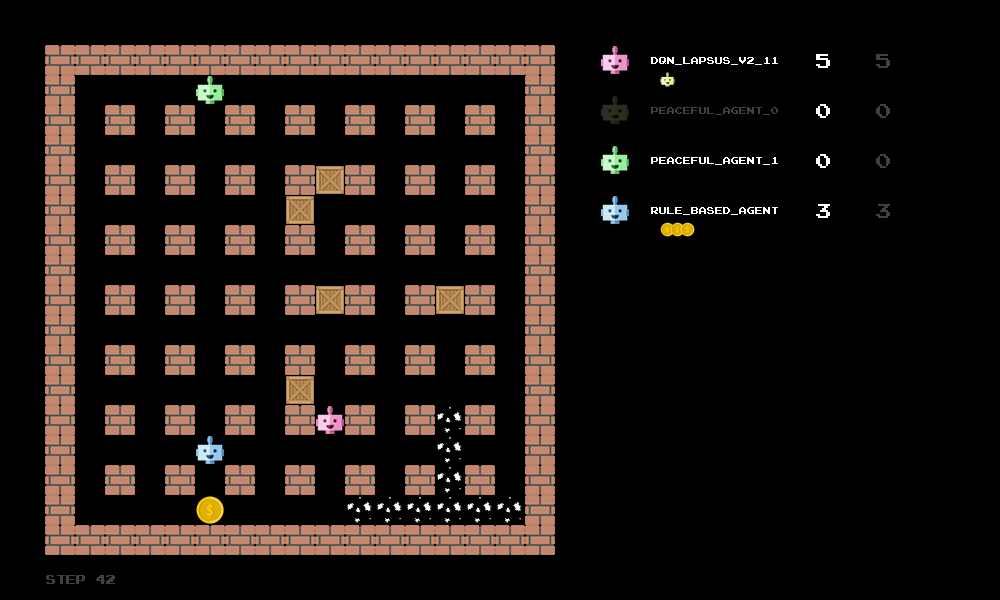 DQN_LAPSUS_V2_11 5 5
PEACEFUL_AGENT_0 0 0
PEACEFUL_AGENT_1 0 0
RULE_BASED_AGENT 3 3
STEP 42